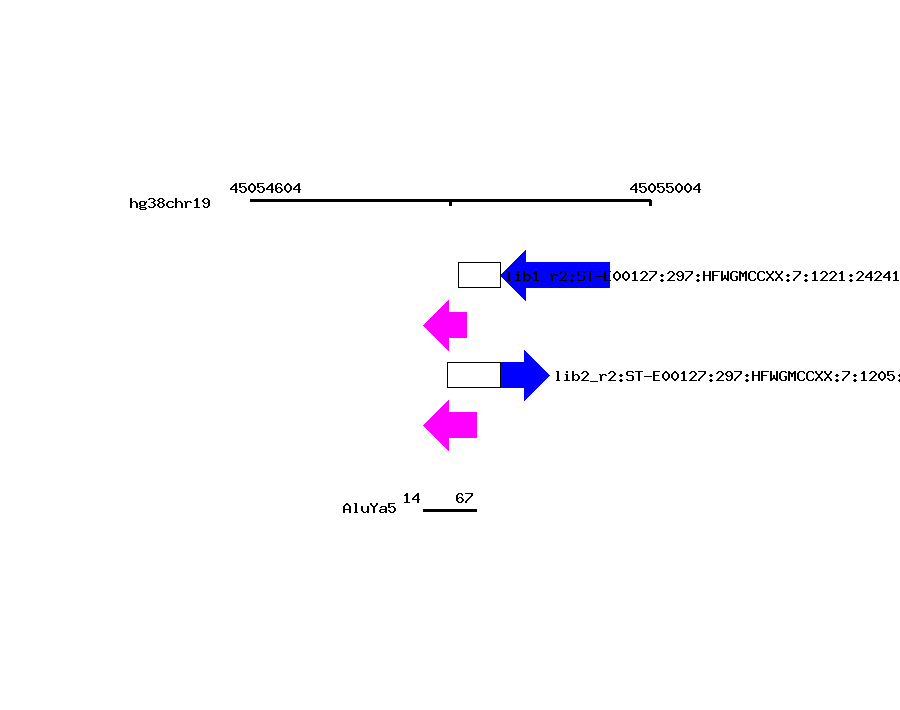 45054604 45055004
hg38chr19
lib1_r2:ST-E00127:297:HFWGMCCXX:7:1221:24241
lib2_r2:ST-E00127:297:HFWGMCCXX:7:1205:
14 67
AluYa5